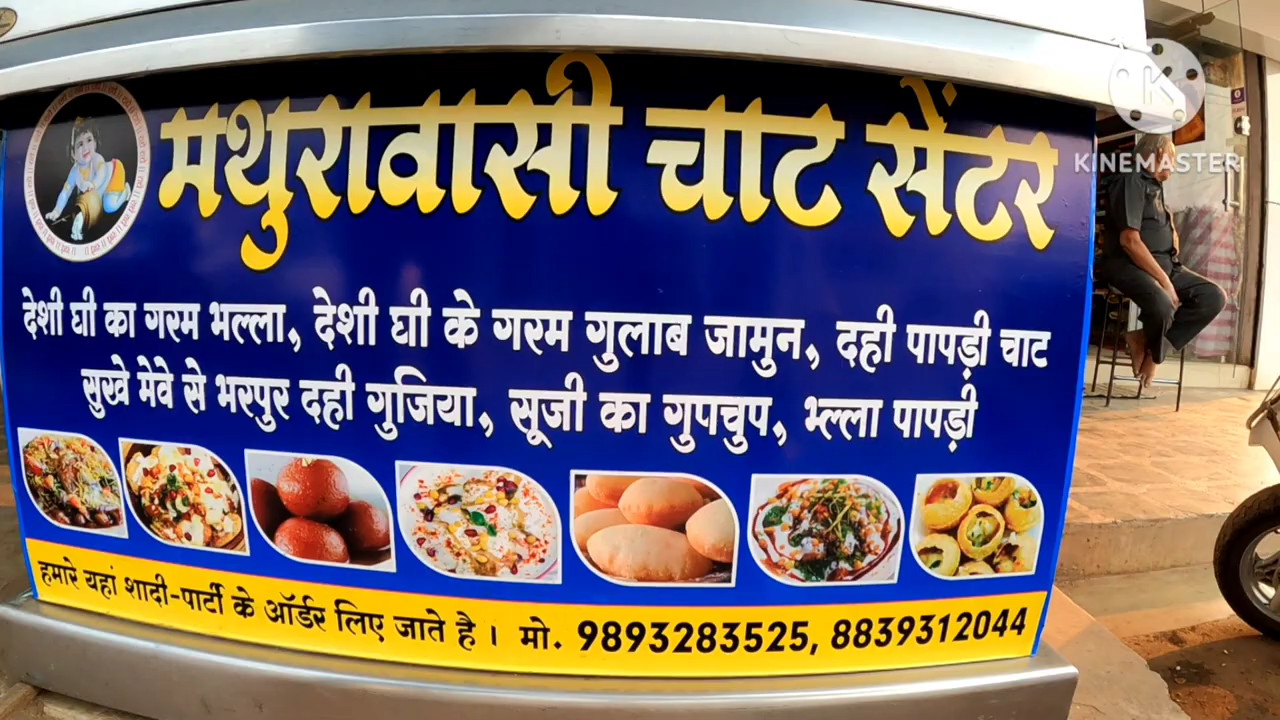 मथुरावासी चाट सेंटर
देशी घी का गरम भल्ला, देशी घी के गरम गुलाब जामुन, दही पापड़ी चाट
सुखे मेवे से भरपुर दही गुजिया, सूजी का गुपचुप, भ्ल्ला पापड़ी
हमारे यहां शादी-पार्टी के ऑर्डर लिए जाते है। मो. 9893283525, 8839312044
KINEMASTER